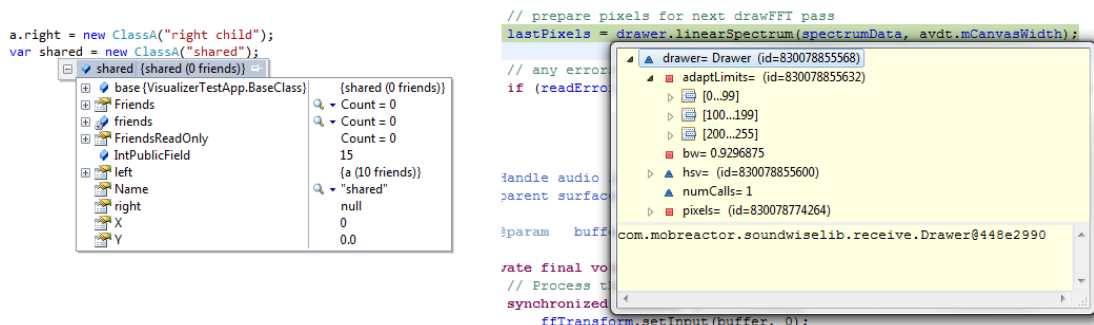 a.right = new ClassA("right child");
var shared = new ClassA("shared");
shared {shared (0 friends)}
base {VisualizerTestApp.BaseClass} {shared (0 friends)}
Friends Count = 0
friends Count = 0
FriendsReadOnly Count = 0
IntPublicField 15
left {a (10 friends)}
Name "shared"
right null
X 0
Y 0.0
// prepare pixels for next drawFFT pass
lastPixels = drawer.linearSpectrum(spectrumData, avdt.mCanvasWidth);
// any error
if (readErro
Handle audio
parent surfac
@param buff
vate final vo
// Process t
synchronized
ffTransform.setInput(buffer, 0);
drawer= Drawer (id=830078855568)
adaptLimits= (id=830078855632)
[0...99]
[100...199]
[200...255]
bw= 0.9296875
hsv= (id=830078855600)
numCalls= 1
pixels= (id=830078774264)
com.mobreactor.soundwiselib.receive.Drawer@448e2990